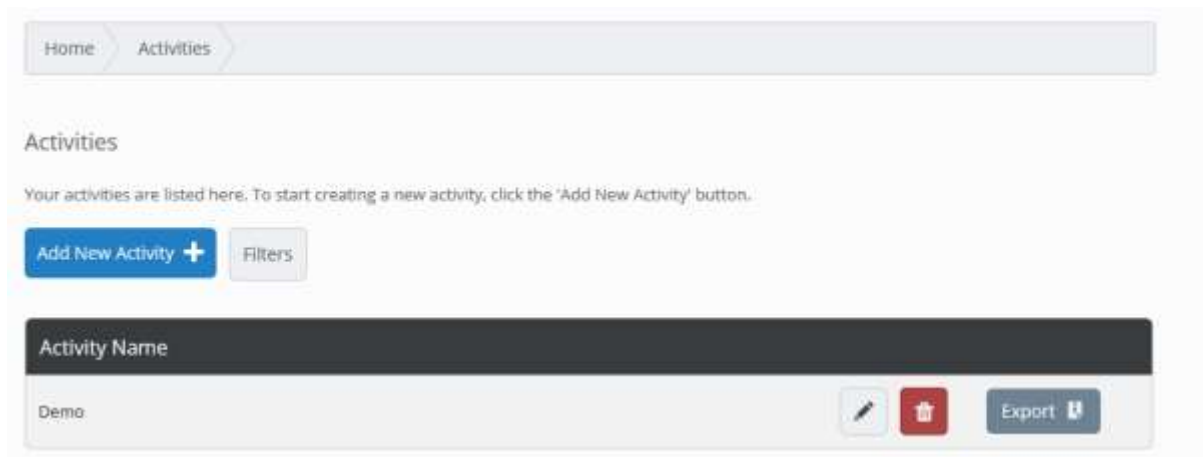 Home Activities
Activities
Your activities are listed here. To start creating a new activity, click the 'Add New Activity' button.
Add New Activity Filters
Activity Name
Demo Export